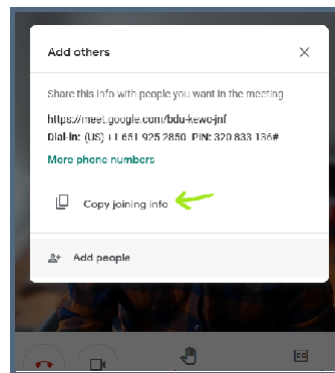 Add others
Share this info with people you want in the meeting
https://meet.google.com/bdu-kewc-jnf
Dial-in: (US) +1 651 925 2850 PIN: 320 833 136#
More phone numbers
Copy joining info
Add people